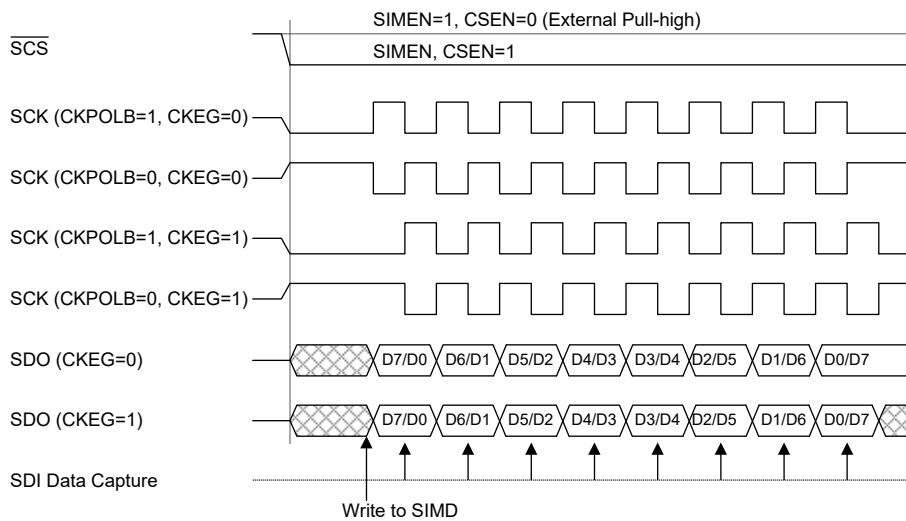 SIMEN=1, CSEN=0 (External Pull-high)
SCS
SIMEN, CSEN=1
SCK (CKPOLB=1, CKEG=0)
SCK (CKPOLB=0, CKEG=0)
SCK (CKPOLB=1, CKEG=1)
SCK (CKPOLB=0, CKEG=1)
SDO (CKEG=0) D7/D0 D6/D1 D5/D2 D4/D3 D3/D4 D2/D5 D1/D6 D0/D7
SDO (CKEG=1) D7/D0 D6/D1 D5/D2 D4/D3 D3/D4 D2/D5 D1/D6 D0/D7
SDI Data Capture
Write to SIMD